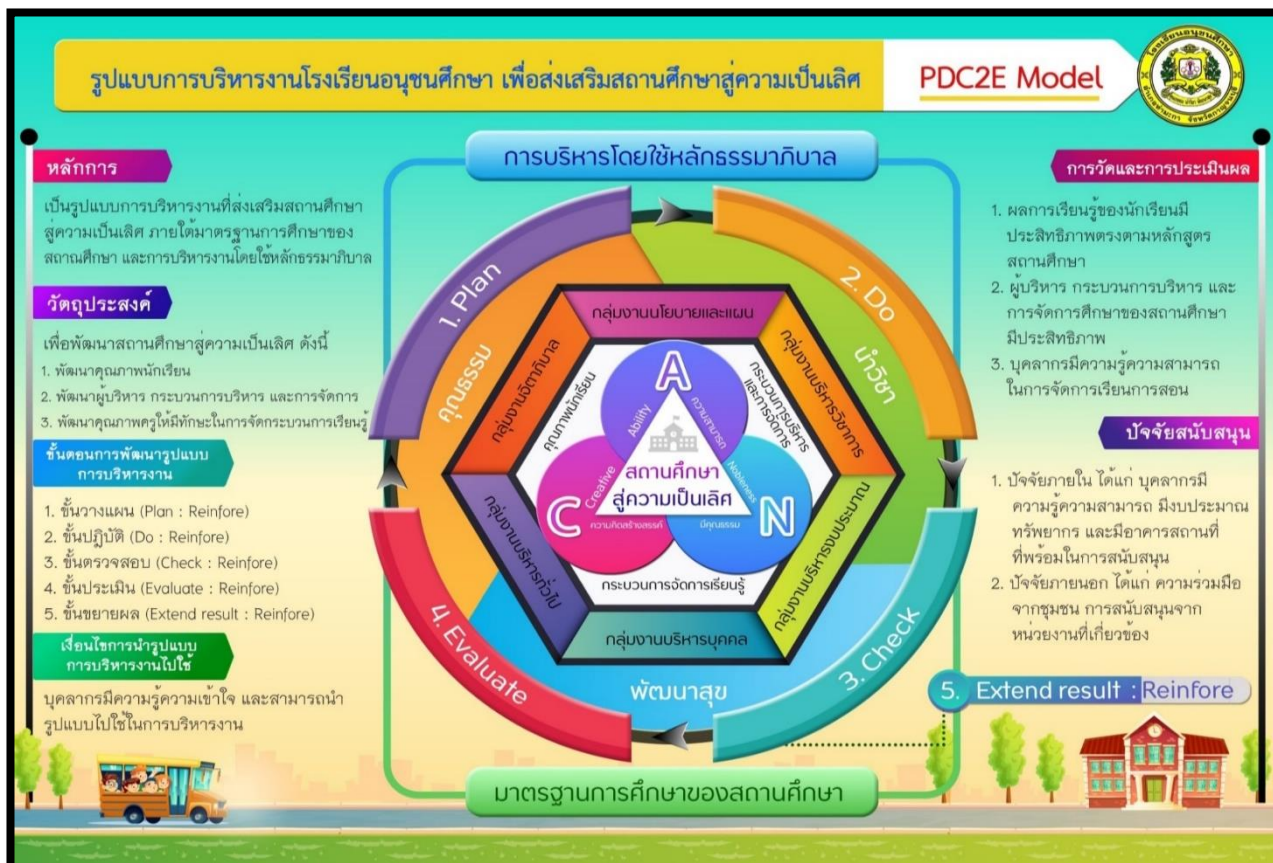 รูปแบบการบริหารงานโรงเรียนอนุชนศึกษา เพื่อส่งเสริมสถานศึกษาสู่ความเป็นเลิศ
PDC2E Model
โรงเรียนอนุชนศึกษา
อำเภอท่ามะกา จังหวัดกาญจนบุรี
หลักการ
เป็นรูปแบบการบริหารงานที่ส่งเสริมสถานศึกษา
สู่ความเป็นเลิศ ภายใต้มาตรฐานการศึกษาของ
สถาณศึกษา และการบริหารงานโดยใช้หลักธรรมาภิบาล
วัตถุประสงค์
เพื่อพัฒนาสถานศึกษาสู่ความเป็นเลิศ ดังนี้
1. พัฒนาคุณภาพนักเรียน
2. พัฒนาผู้บริหาร กระบวนการบริหาร และการจัดการ
3. พัฒนาคุณภาพครูให้มีทักษะในการจัดกระบวนการเรียนรู้
ขั้นตอนการพัฒนารูปแบบ
การบริหารงาน
1. ขั้นวางแผน (Plan : Reinfore)
2. ขั้นปฏิบัติ (Do : Reinfore)
3. ขั้นตรวจสอบ (Check : Reinfore)
4. ขั้นประเมิน (Evaluate : Reinfore)
5. ขั้นขยายผล (Extend result : Reinfore)
เงื่อนไขการนำรูปแบบ
การบริหารงานไปใช้
บุคลากรมีความรู้ความเข้าใจ และสามารถนำ
รูปแบบไปใช้ในการบริหารงาน
การบริหารโดยใช้หลักธรรมาภิบาล
1. Plan
2. Do
3. Check
4. Evaluate
คุณธรรม
นำวิชา
พัฒนาสุข
กลุ่มงานนโยบายและแผน
กลุ่มงานบริหารวิชาการ
กลุ่มงานบริหารงบประมาณ
กลุ่มงานบริหารบุคคล
กลุ่มงานบริหารทั่วไป
กลุ่มงานจิตาภิบาล
คุณภาพนักเรียน
กระบวนการบริหาร
และการจัดการ
กระบวนการจัดการเรียนรู้
A
Ability
ความสามารถ
N
Nobleness
มีคุณธรรม
C
Creative
ความคิดสร้างสรรค์
สถานศึกษา
สู่ความเป็นเลิศ
มาตรฐานการศึกษาของสถานศึกษา
การวัดและการประเมินผล
1. ผลการเรียนรู้ของนักเรียนมี
ประสิทธิภาพตรงตามหลักสูตร
สถานศึกษา
2. ผู้บริหาร กระบวนการบริหาร และ
การจัดการศึกษาของสถานศึกษา
มีประสิทธิภาพ
3. บุคลากรมีความรู้ความสามารถ
ในการจัดการเรียนการสอน
ปัจจัยสนับสนุน
1. ปัจจัยภายใน ได้แก่ บุคลากรมี
ความรู้ความสามารถ มีงบประมาณ
ทรัพยากร และมีอาคารสถานที่
ที่พร้อมในการสนับสนุน
2. ปัจจัยภายนอก ได้แก่ ความร่วมมือ
จากชุมชน การสนับสนุนจาก
หน่วยงานที่เกี่ยวข้อง
5. Extend result : Reinfore